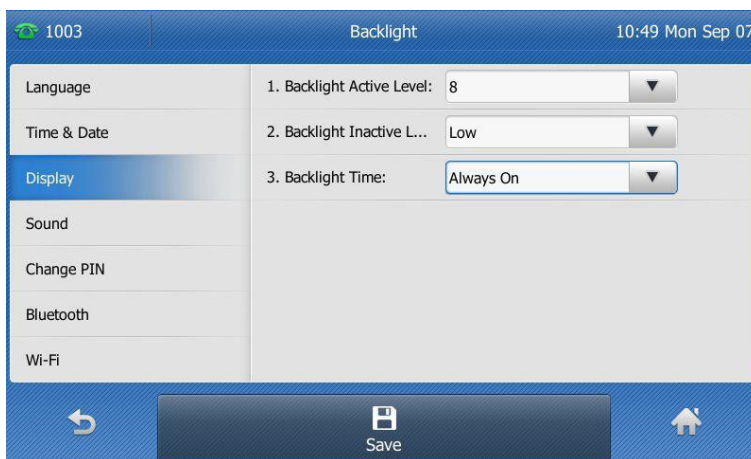 1003 Backlight 10:49 Mon Sep 07
Language
Time & Date
Display
Sound
Change PIN
Bluetooth
Wi-Fi
1. Backlight Active Level: 8
2. Backlight Inactive L... Low
3. Backlight Time: Always On
Save